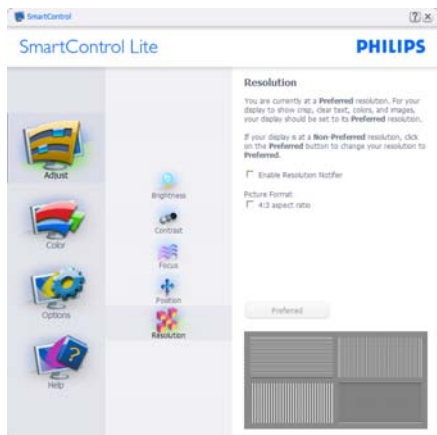 SmartControl
SmartControl Lite
PHILIPS
Adjust
Color
Options
Help
Brightness
Contrast
Focus
Position
Resolution
Resolution
You are currently at a Preferred resolution. For your
display to show crisp, clear text, colors, and images,
your display should be set to its Preferred resolution.
If your display is at a Non-Preferred resolution, click
on the Preferred button to change your resolution to
Preferred.
Enable Resolution Notifier
Picture Format
4:3 aspect ratio
Preferred